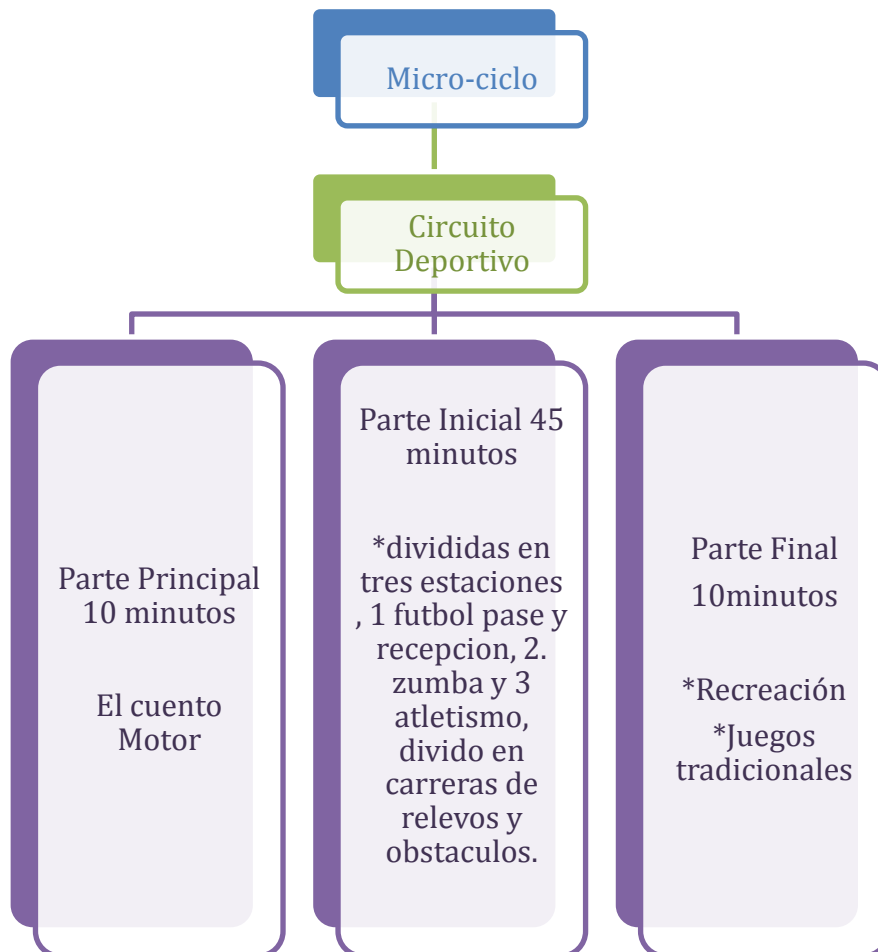 Micro-ciclo
Circuito
Deportivo
Parte Principal
10 minutos
El cuento
Motor
Parte Inicial 45
minutos
*divididas en
tres estaciones
, 1 futbol pase y
recepcion, 2.
zumba y 3
atletismo,
divido en
carreras de
relevos y
obstaculos.
Parte Final
10minutos
*Recreación
*Juegos
tradicionales